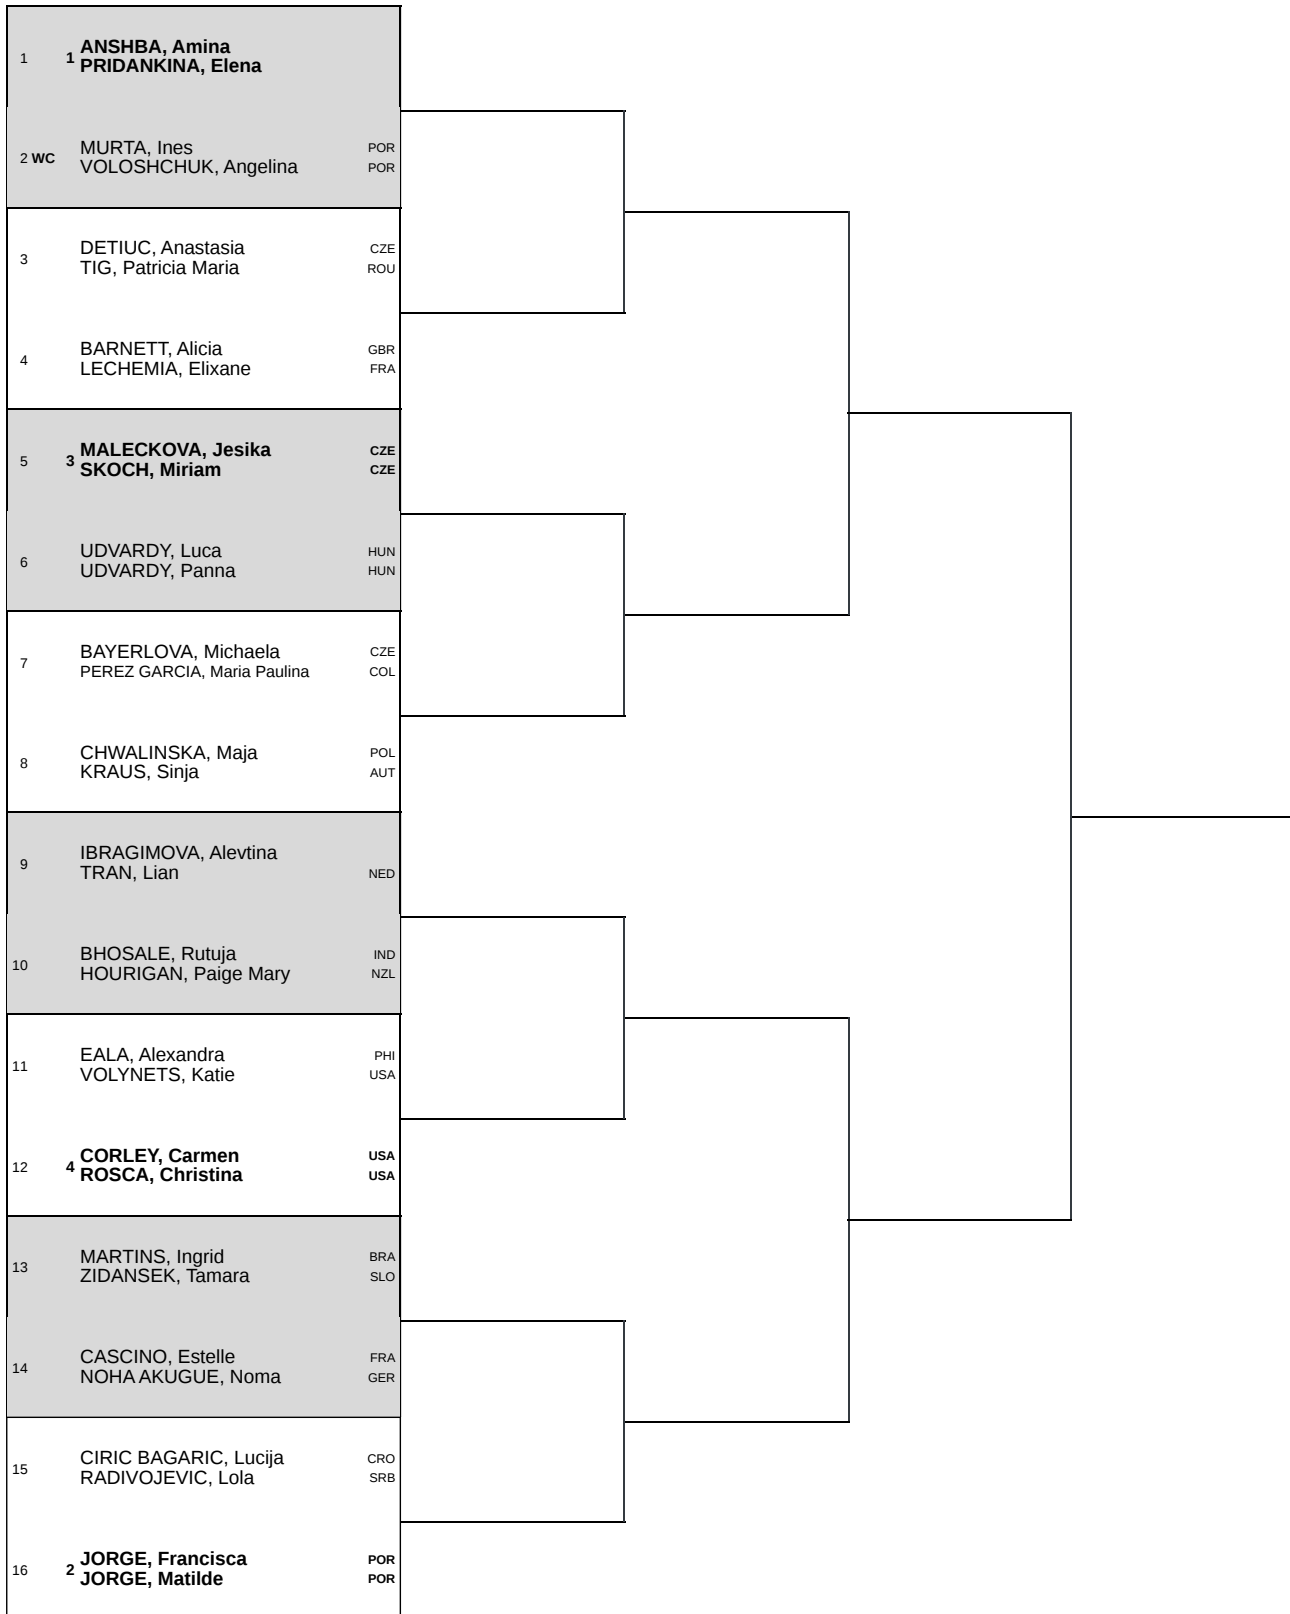 1 1 ANSHBA, Amina
PRIDANKINA, Elena
2 WC MURTA, Ines POR
VOLOSHCHUK, Angelina POR
3 DETIUC, Anastasia CZE
TIG, Patricia Maria ROU
4 BARNETT, Alicia GBR
LECHEMIA, Elixane FRA
5 3 MALECKOVA, Jesika CZE
SKOCH, Miriam CZE
6 UDVARDY, Luca HUN
UDVARDY, Panna HUN
7 BAYERLOVA, Michaela CZE
PEREZ GARCIA, Maria Paulina COL
8 CHWALINSKA, Maja POL
KRAUS, Sinja AUT
9 IBRAGIMOVA, Alevtina
TRAN, Lian NED
10 BHOSALE, Rutuja IND
HOURIGAN, Paige Mary NZL
11 EALA, Alexandra PHI
VOLYNETS, Katie USA
12 4 CORLEY, Carmen USA
ROSCA, Christina USA
13 MARTINS, Ingrid BRA
ZIDANSEK, Tamara SLO
14 CASCINO, Estelle FRA
NOHA AKUGUE, Noma GER
15 CIRIC BAGARIC, Lucija CRO
RADIVOJEVIC, Lola SRB
16 2 JORGE, Francisca POR
JORGE, Matilde POR